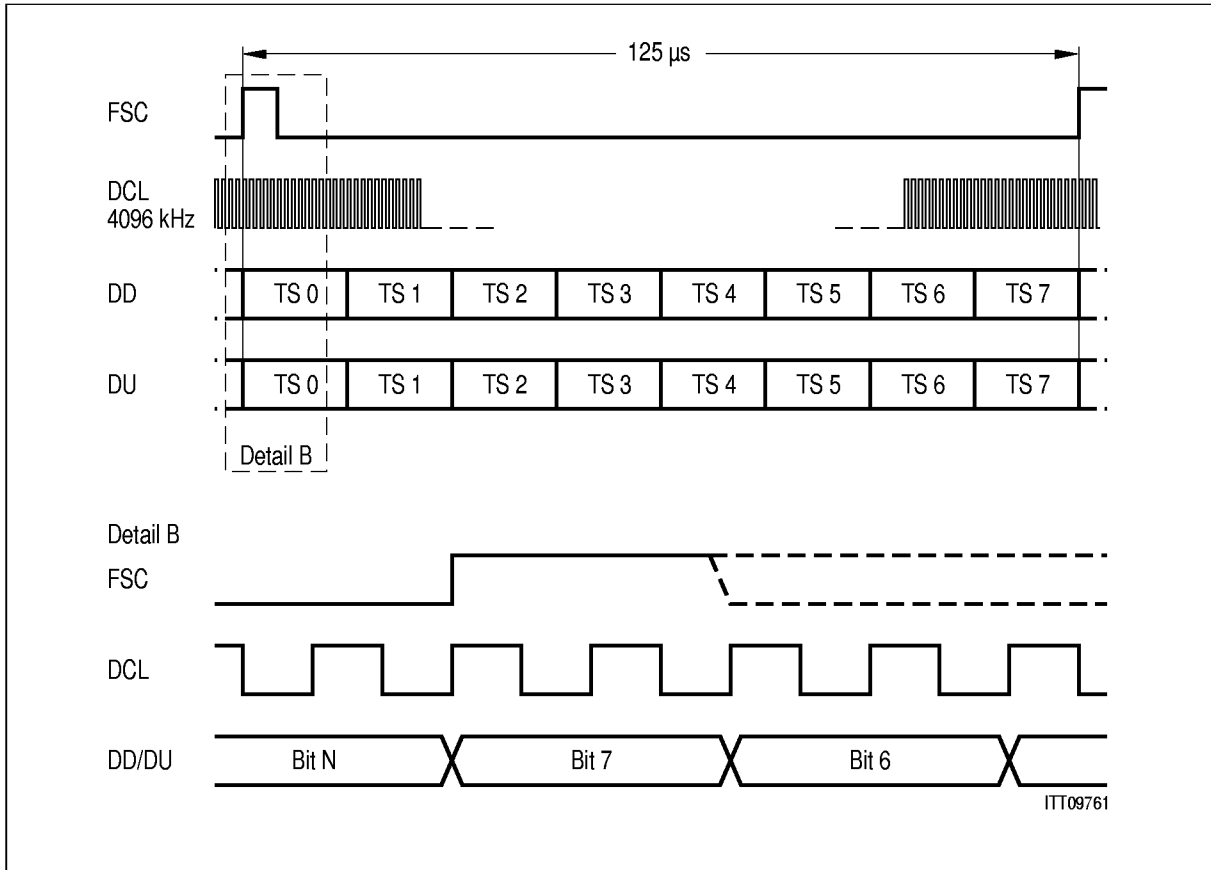 125 µs
FSC
DCL
4096 kHz
DD TS 0 TS 1 TS 2 TS 3 TS 4 TS 5 TS 6 TS 7
DU TS 0 TS 1 TS 2 TS 3 TS 4 TS 5 TS 6 TS 7
Detail B
Detail B
FSC
DCL
DD/DU Bit N Bit 7 Bit 6
ITT09761